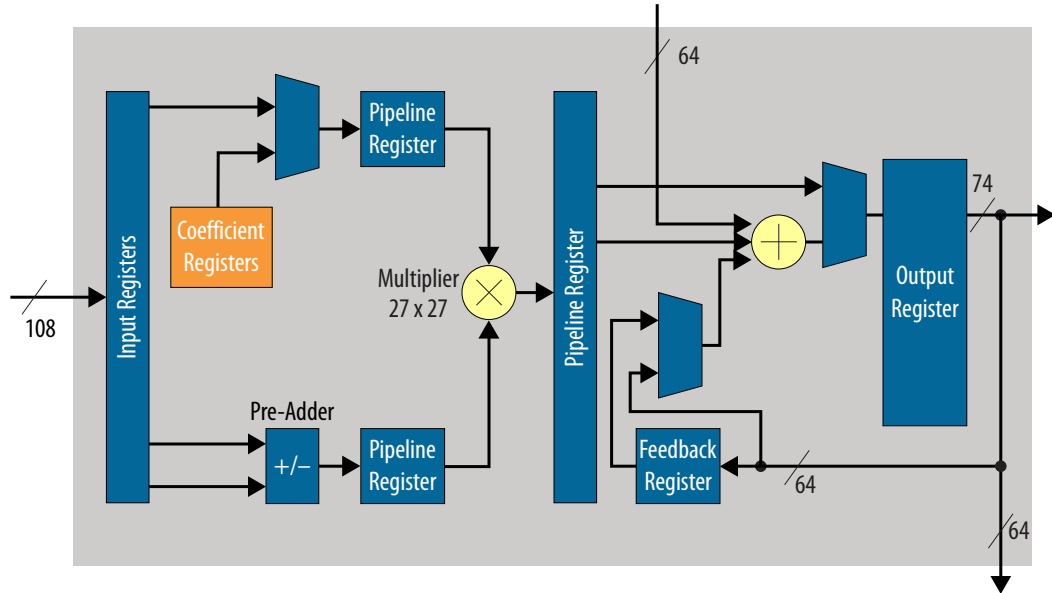 64
Pipeline
Register
Coefficient
Registers
Input Registers
108
Multiplier
27 x 27
×
Pre-Adder
+/−
Pipeline
Register
Pipeline Register
+
Feedback
Register
64
74
Output
Register
64